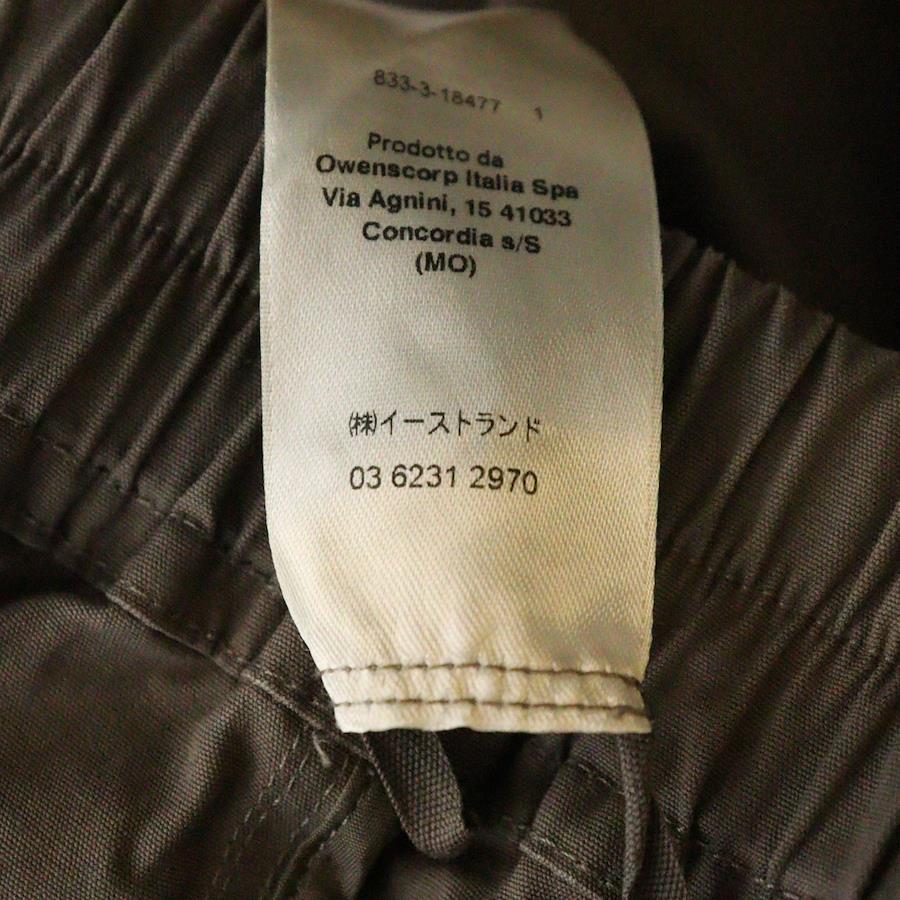 833-3-18477 1
Prodotto da
Owenscorp Italia Spa
Via Agnini, 15 41033
Concordia s/S
(MO)
㈱イーストランド
03 6231 2970